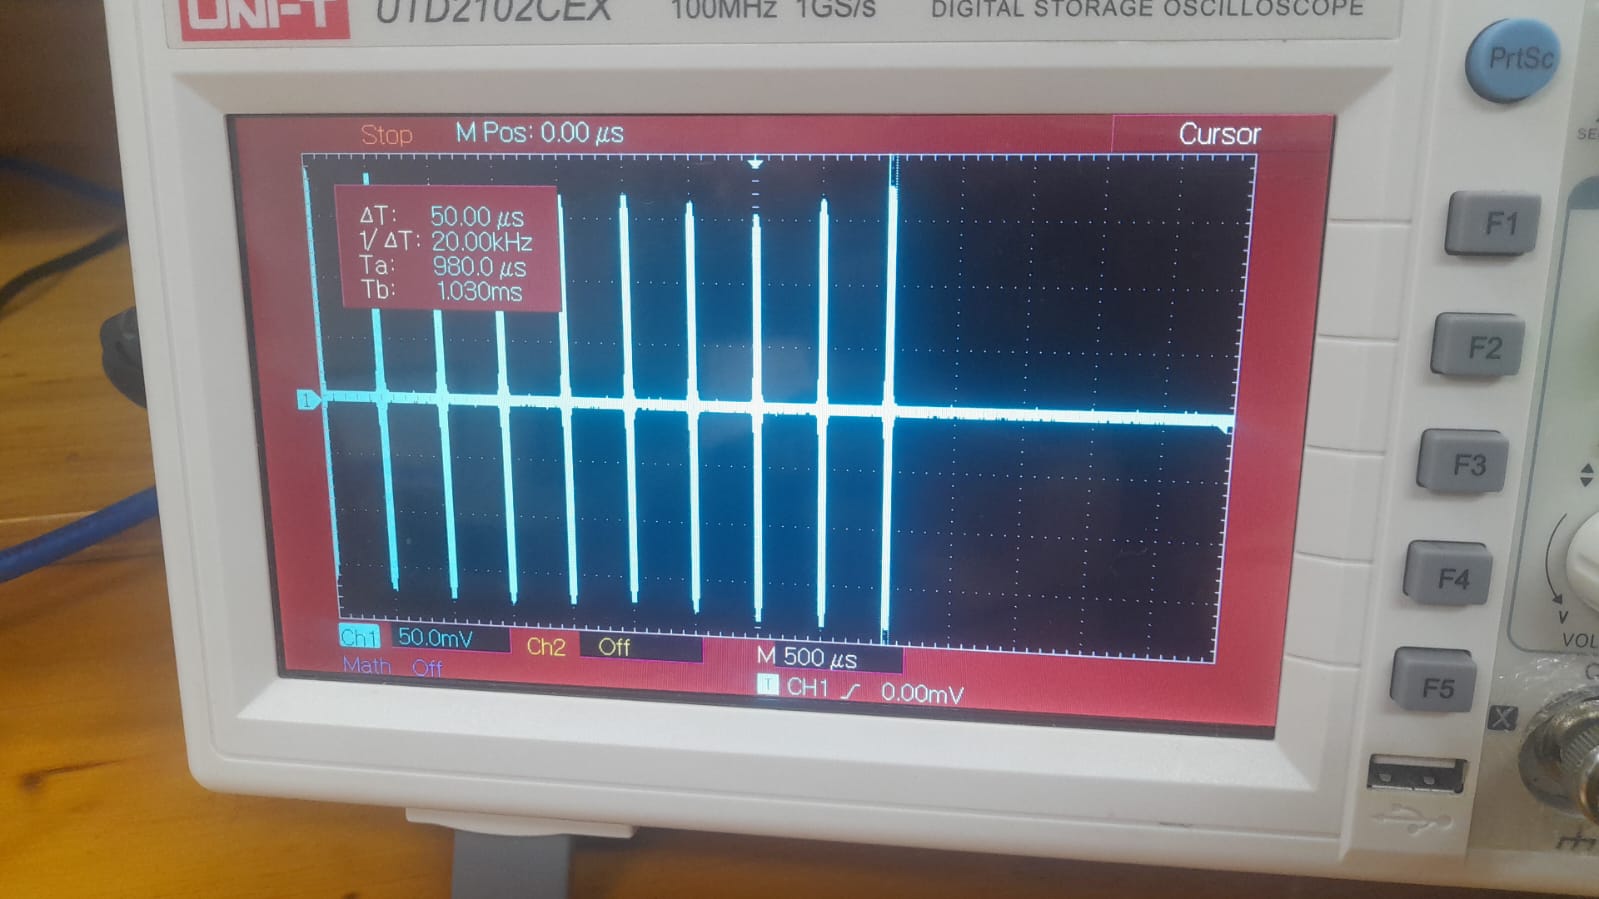 UNI-T UTD2102CEX 100MHz 1GS/s DIGITAL STORAGE OSCILLOSCOPE
PrtSc
Stop M Pos: 0.00 μs Cursor
ΔT: 50.00 μs
1/ΔT: 20.00kHz
Ta: 980.0 μs
Tb: 1.030ms
1
F1
F2
F3
F4
F5
Ch1 50.0mV Ch2 Off M 500 μs
Math Off T CH1 0.00mV
V
X